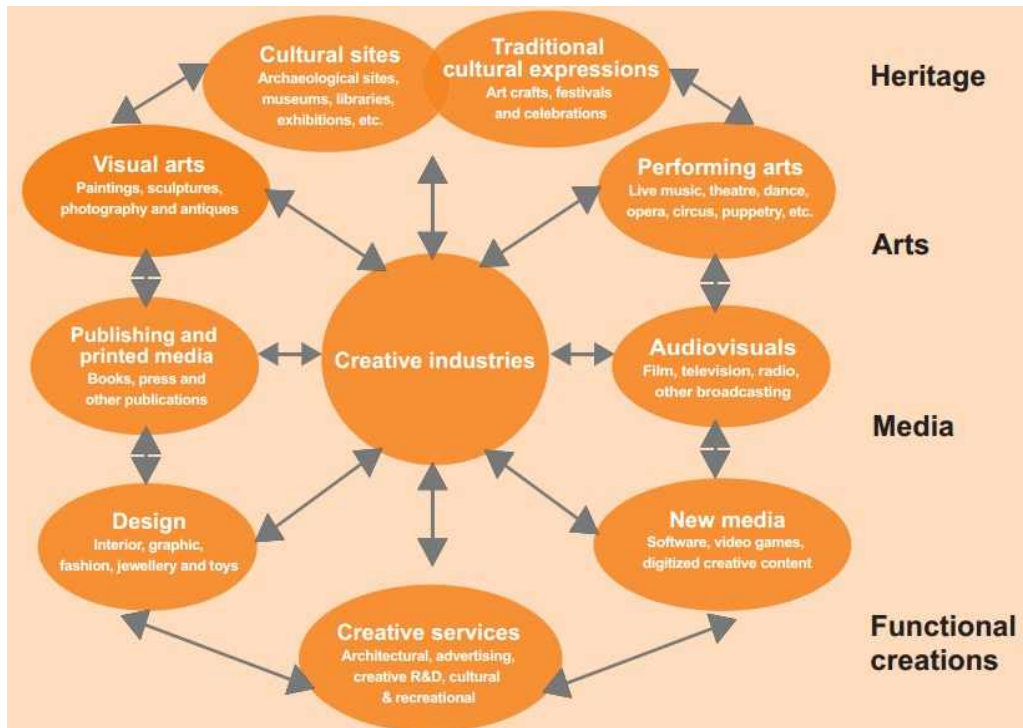 Cultural sites
Archaeological sites,
museums, libraries,
exhibitions, etc.
Traditional
cultural expressions
Art crafts, festivals
and celebrations
Heritage
Visual arts
Paintings, sculptures,
photography and antiques
Performing arts
Live music, theatre, dance,
opera, circus, puppetry, etc.
Arts
Publishing and
printed media
Books, press and
other publications
Creative industries
Audiovisuals
Film, television, radio,
other broadcasting
Media
Design
Interior, graphic,
fashion, jewellery and toys
New media
Software, video games,
digitized creative content
Creative services
Architectural, advertising,
creative R&D, cultural
& recreational
Functional
creations